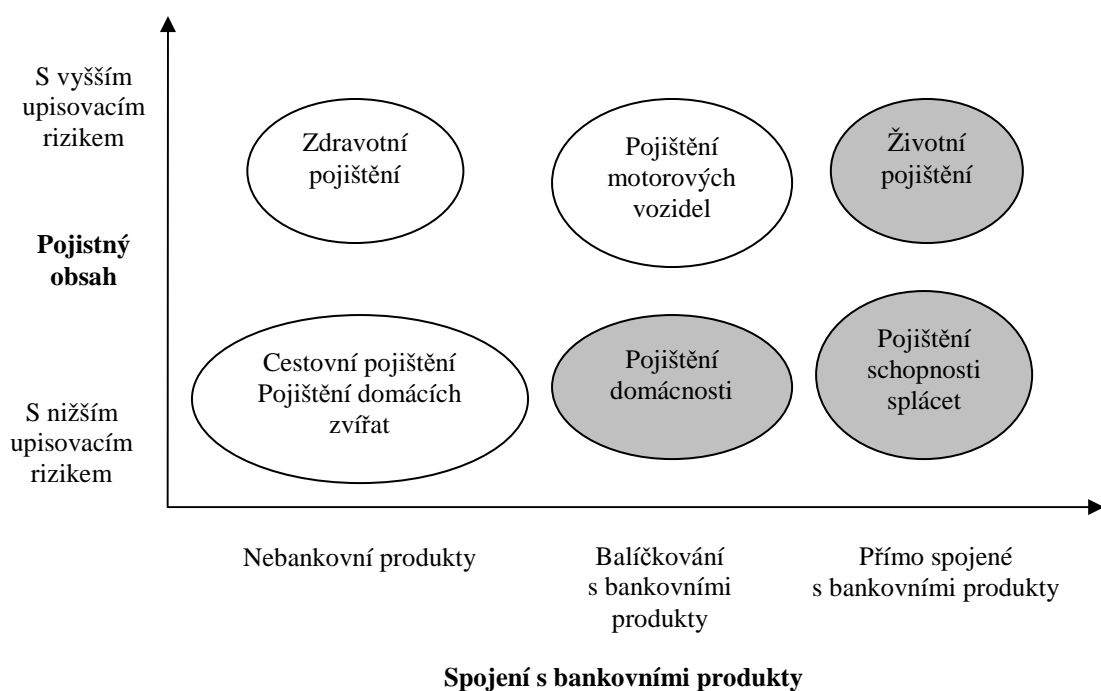 S vyšším
upisovacím
rizikem
Zdravotní
pojištění
Pojištění
motorových
vozidel
Životní
pojištění
Pojistný
obsah
Cestovní pojištění
Pojištění domácích
zvířat
Pojištění
domácnosti
Pojištění
schopnosti
splácet
S nižším
upisovacím
rizikem
Nebankovní produkty
Balíčkování
s bankovními
produkty
Přímo spojené
s bankovními produkty
Spojení s bankovními produkty